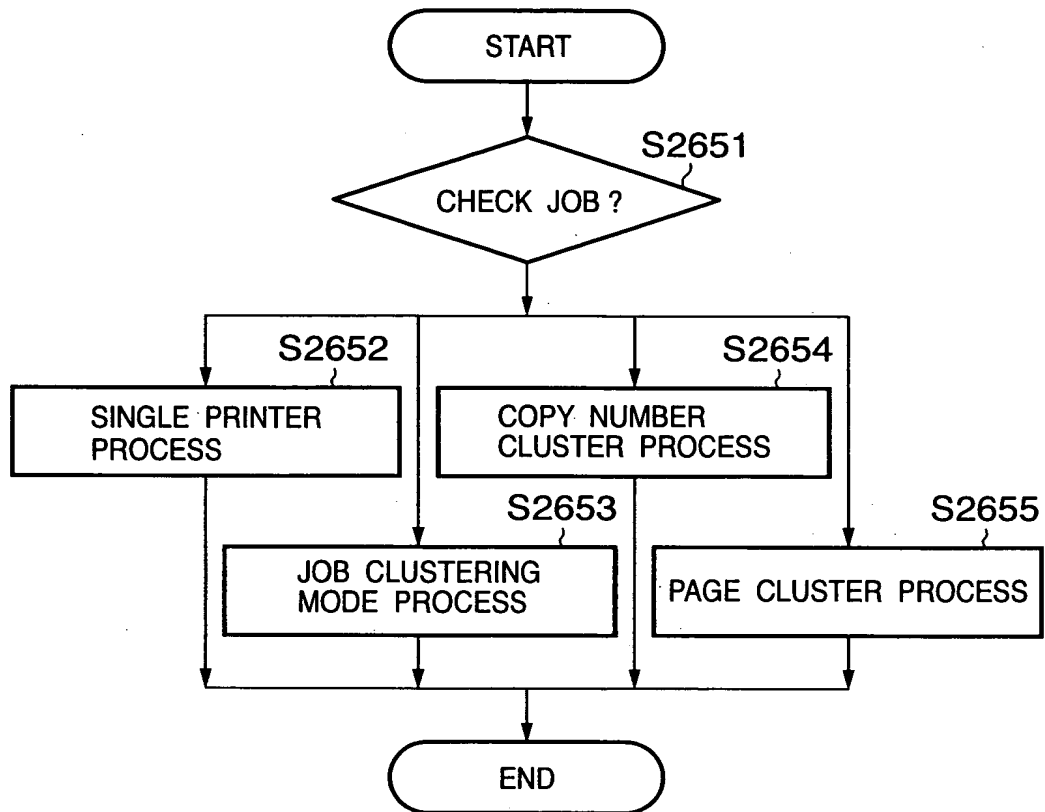 START
S2651
CHECK JOB ?
S2652
SINGLE PRINTER
PROCESS
S2654
COPY NUMBER
CLUSTER PROCESS
S2653
JOB CLUSTERING
MODE PROCESS
S2655
PAGE CLUSTER PROCESS
END